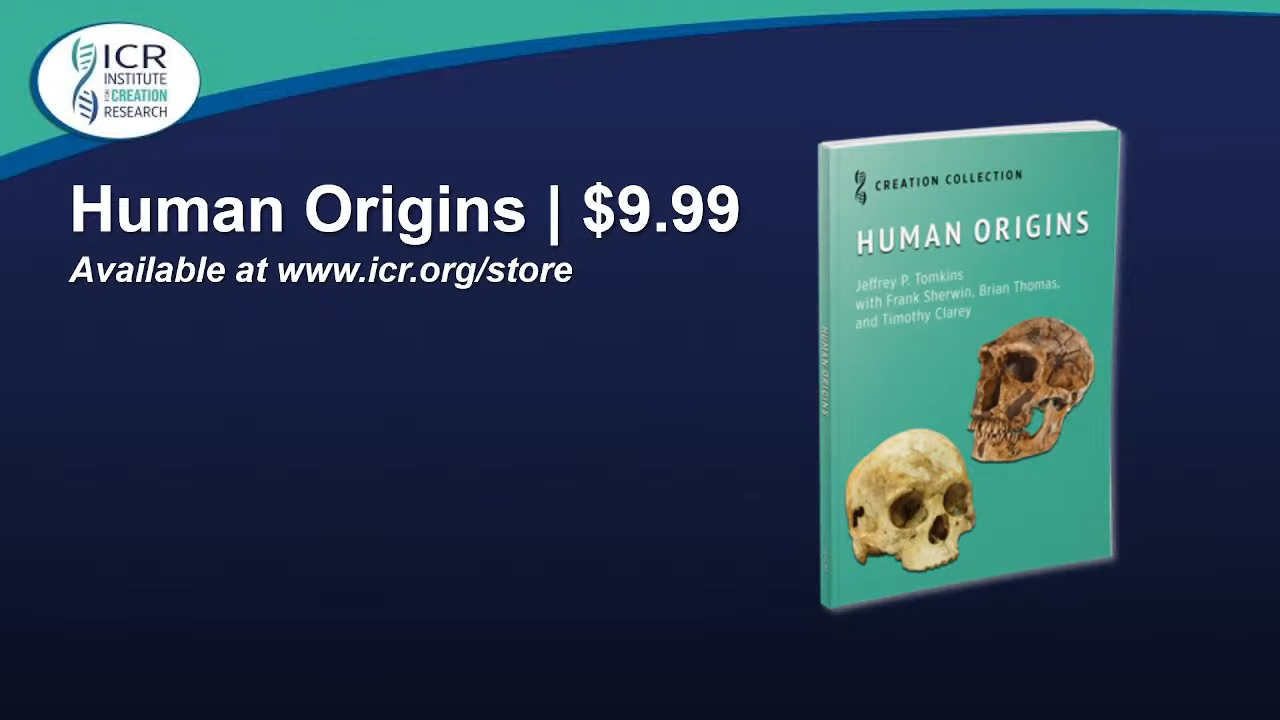 ICR
INSTITUTE
FOR CREATION
RESEARCH
Human Origins | $9.99
Available at www.icr.org/store
CREATION COLLECTION
HUMAN ORIGINS
Jeffrey P. Tomkins
with Frank Sherwin, Brian Thomas,
and Timothy Clarey
HUMAN ORIGINS